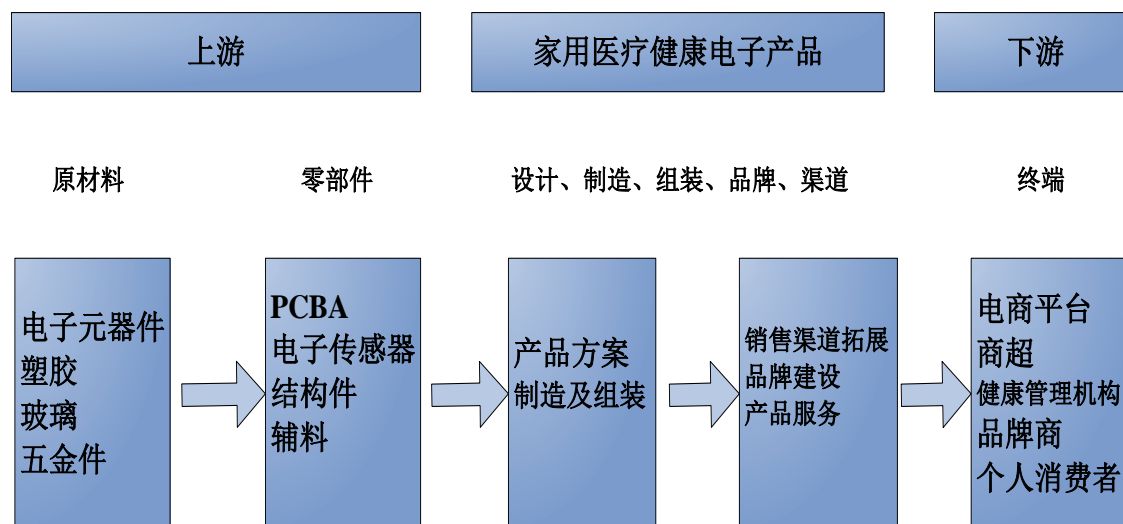 上游
家用医疗健康电子产品
下游
原材料
零部件
设计、制造、组装、品牌、渠道
终端
电子元器件
塑胶
玻璃
五金件
PCBA
电子传感器
结构件
辅料
产品方案
制造及组装
销售渠道拓展
品牌建设
产品服务
电商平台
商超
健康管理机构
品牌商
个人消费者